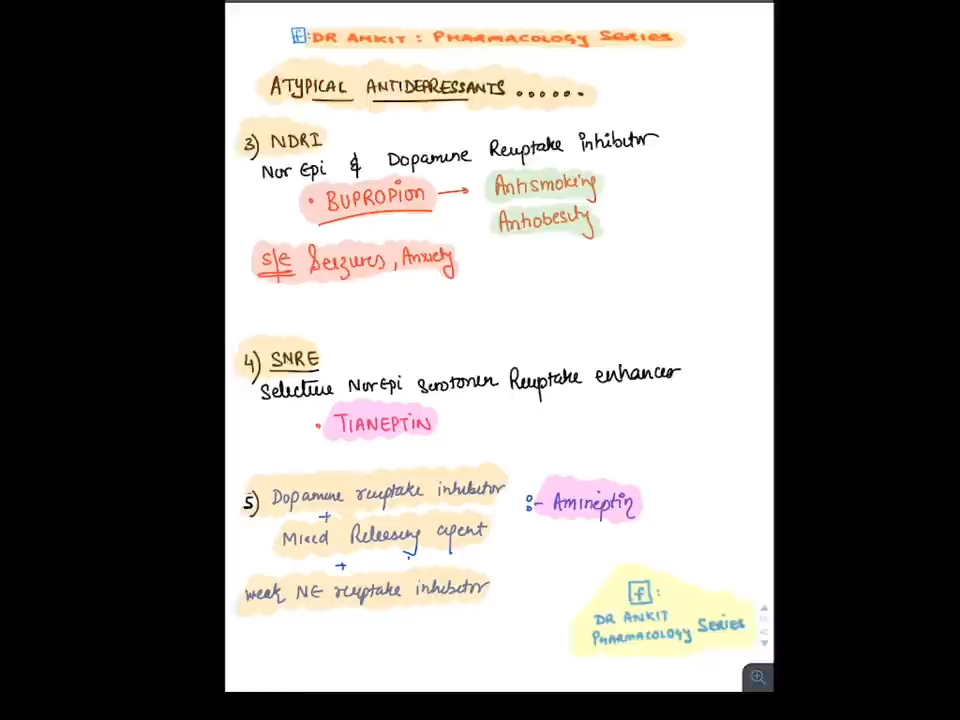 f: DR ANKIT : PHARMACOLOGY SERIES
ATYPICAL ANTIDEPRESSANTS ......
3) NDRI
Nor Epi & Dopamine Reuptake inhibitor
• BUPROPION → Antismoking
Antiobesity
S/E Seizures, Anxiety
4) SNRE
Selective NorEpi Serotonin Reuptake enhancer
• TIANEPTIN
5) Dopamine reuptake inhibitor :- Amineptin
+
Mixed Releasing agent
+
weak NE reuptake inhibitor
f :
DR ANKIT
PHARMACOLOGY SERIES